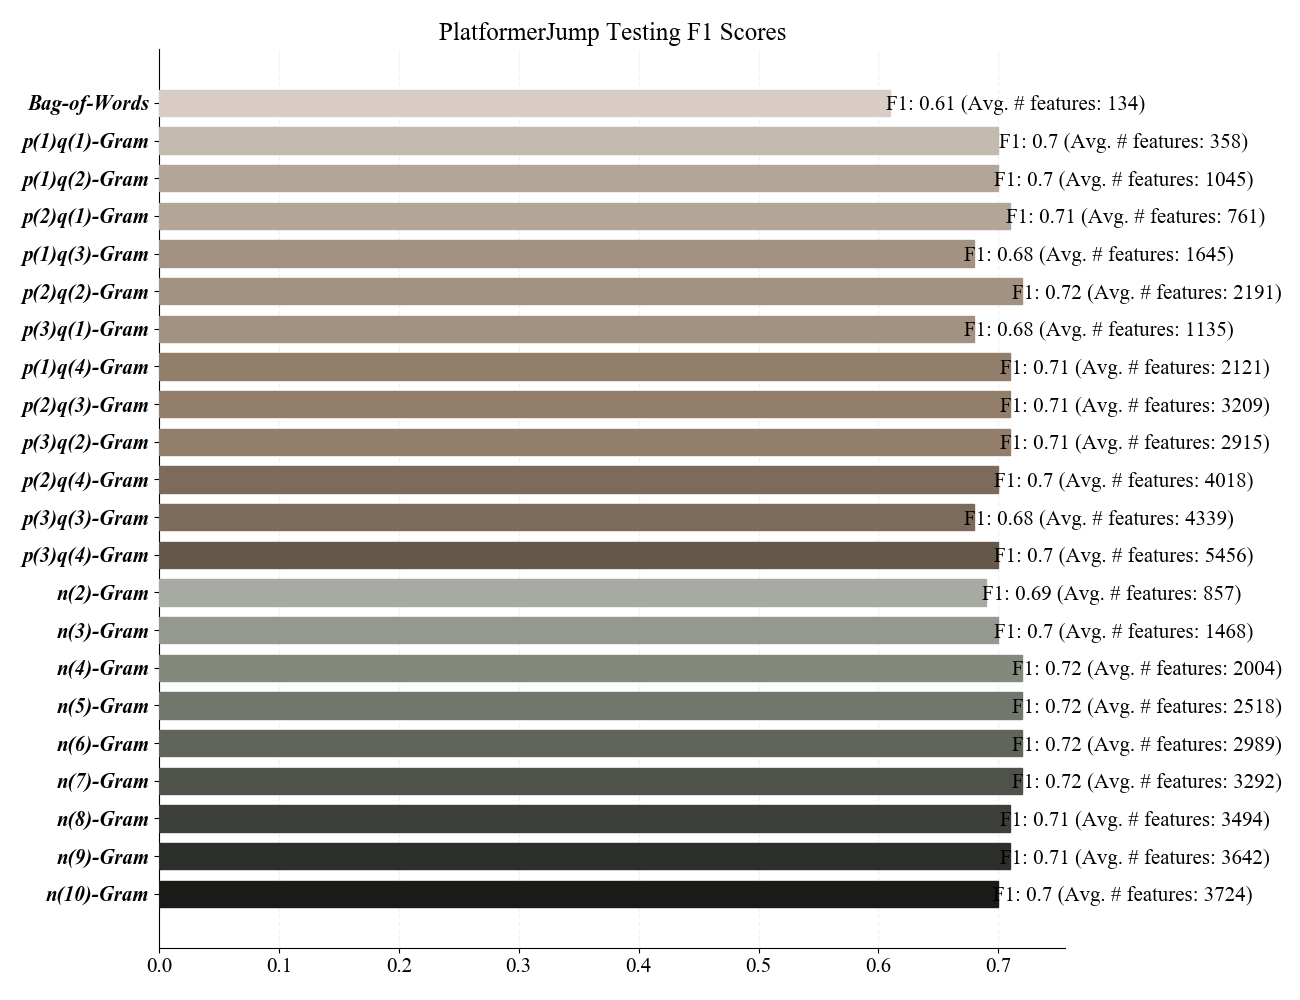 PlatformerJump Testing F1 Scores
Bag-of-Words F1: 0.61 (Avg. # features: 134)
p(1)q(1)-Gram F1: 0.7 (Avg. # features: 358)
p(1)q(2)-Gram F1: 0.7 (Avg. # features: 1045)
p(2)q(1)-Gram F1: 0.71 (Avg. # features: 761)
p(1)q(3)-Gram F1: 0.68 (Avg. # features: 1645)
p(2)q(2)-Gram F1: 0.72 (Avg. # features: 2191)
p(3)q(1)-Gram F1: 0.68 (Avg. # features: 1135)
p(1)q(4)-Gram F1: 0.71 (Avg. # features: 2121)
p(2)q(3)-Gram F1: 0.71 (Avg. # features: 3209)
p(3)q(2)-Gram F1: 0.71 (Avg. # features: 2915)
p(2)q(4)-Gram F1: 0.7 (Avg. # features: 4018)
p(3)q(3)-Gram F1: 0.68 (Avg. # features: 4339)
p(3)q(4)-Gram F1: 0.7 (Avg. # features: 5456)
n(2)-Gram F1: 0.69 (Avg. # features: 857)
n(3)-Gram F1: 0.7 (Avg. # features: 1468)
n(4)-Gram F1: 0.72 (Avg. # features: 2004)
n(5)-Gram F1: 0.72 (Avg. # features: 2518)
n(6)-Gram F1: 0.72 (Avg. # features: 2989)
n(7)-Gram F1: 0.72 (Avg. # features: 3292)
n(8)-Gram F1: 0.71 (Avg. # features: 3494)
n(9)-Gram F1: 0.71 (Avg. # features: 3642)
n(10)-Gram F1: 0.7 (Avg. # features: 3724)
0.0 0.1 0.2 0.3 0.4 0.5 0.6 0.7